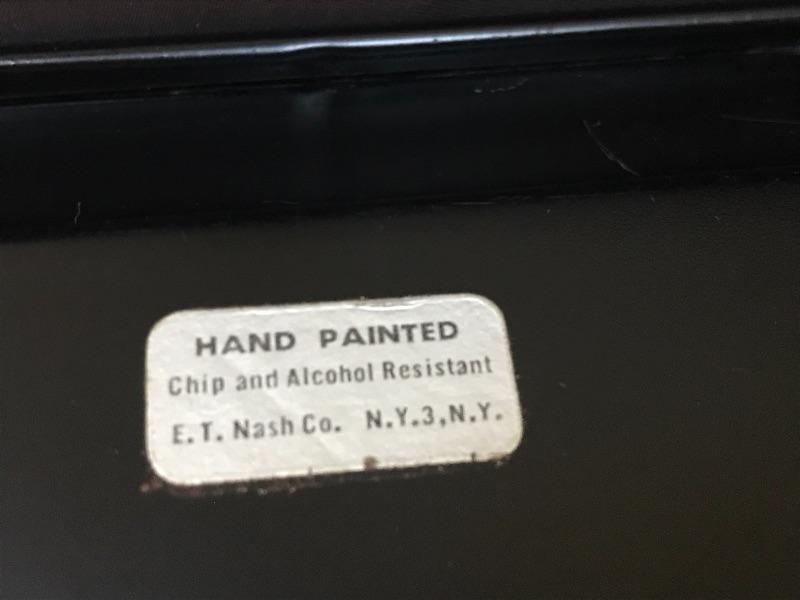 HAND PAINTED
Chip and Alcohol Resistant
E.T. Nash Co. N.Y.3,N.Y.